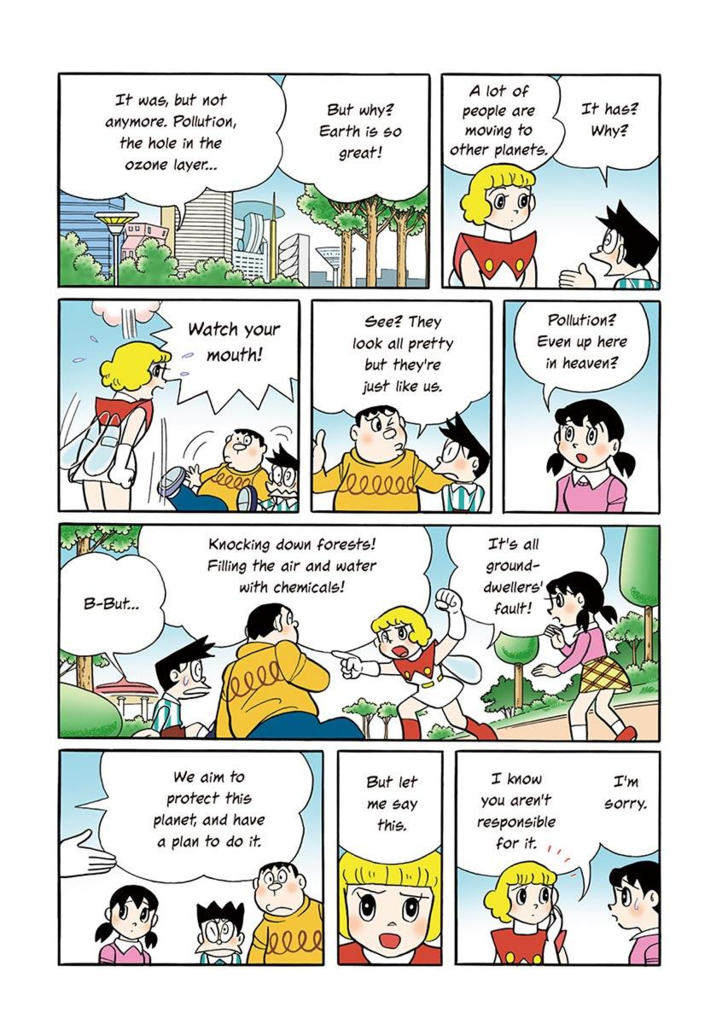 It has?
Why?
A lot of
people are
moving to
other planets.
But why?
Earth is so
great!
It was, but not
anymore. Pollution,
the hole in the
ozone layer...
Pollution?
Even up here
in heaven?
See? They
look all pretty
but they're
just like us.
Watch your
mouth!
It's all
ground-
dwellers'
fault!
Knocking down forests!
Filling the air and water
with chemicals!
B-But...
I'm
sorry.
I know
you aren't
responsible
for it.
But let
me say
this.
We aim to
protect this
planet, and have
a plan to do it.